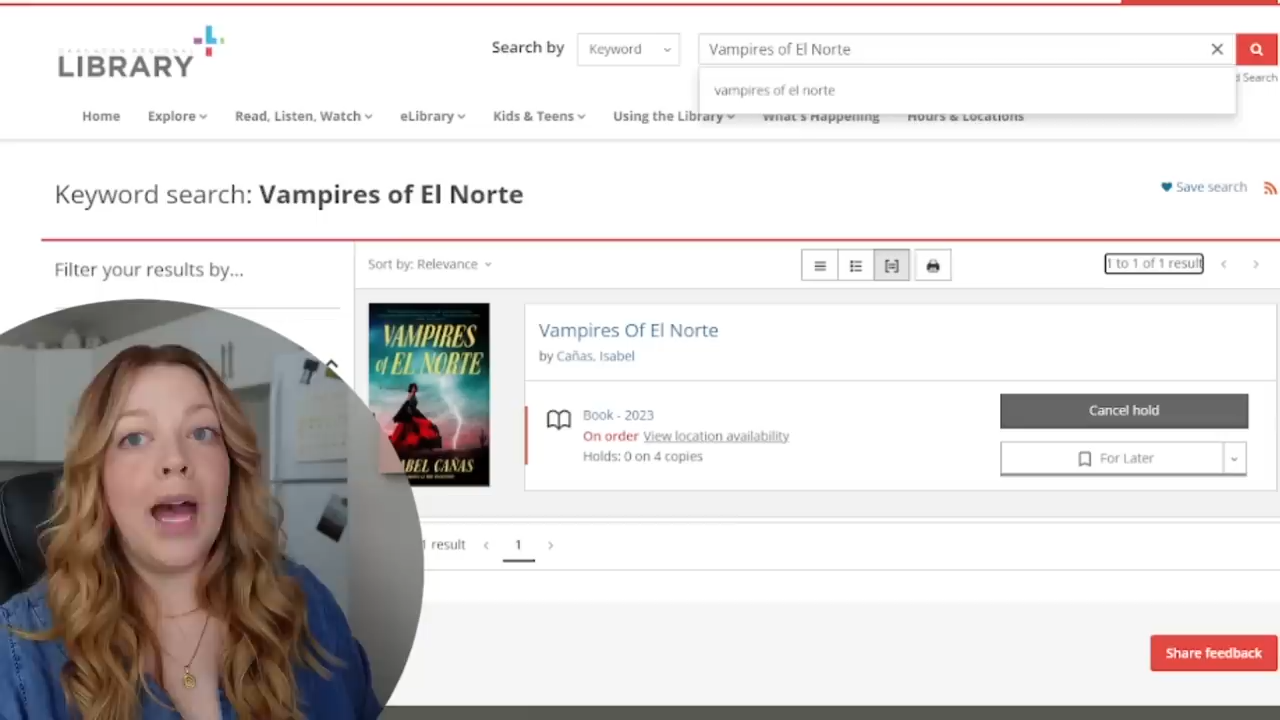 LIBRARY
Search by
Keyword
Vampires of El Norte
Search
vampires of el norte
Home
Explore
Read, Listen, Watch
eLibrary
Kids & Teens
Using the Library
What's Happening
Hours & Locations
Keyword search: Vampires of El Norte
Save search
Filter your results by...
Sort by: Relevance
1 to 1 of 1 result
VAMPIRES
of EL NORTE
ABEL CAÑAS
Vampires Of El Norte
by Cañas, Isabel
Book - 2023
On order View location availability
Holds: 0 on 4 copies
Cancel hold
For Later
1 result
1
Share feedback